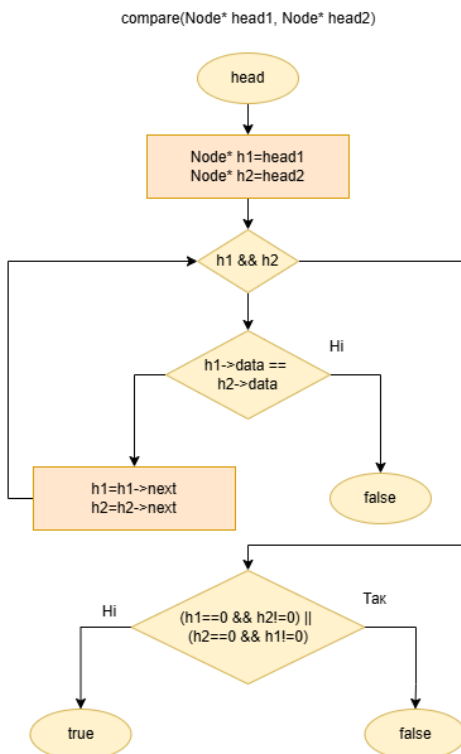 compare(Node* head1, Node* head2)
head
Node* h1=head1
Node* h2=head2
h1 && h2
h1->data ==
h2->data
Ні
h1=h1->next
h2=h2->next
false
(h1==0 && h2!=0) ||
(h2==0 && h1!=0)
Ні
Так
true
false